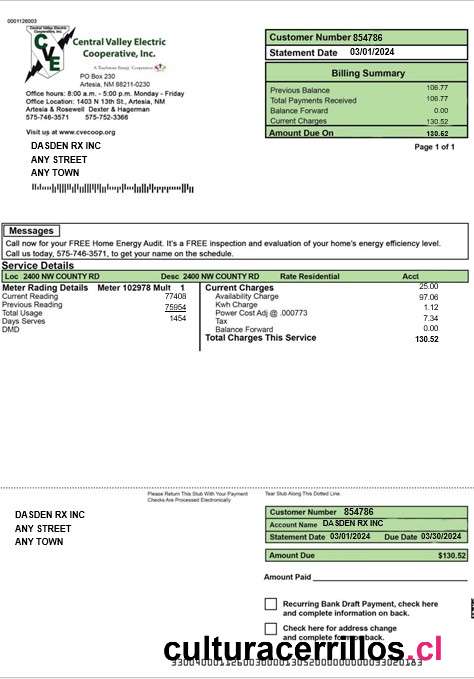 0001126003
CVE
Central Valley Electric
Cooperative, Inc.
A Touchstone Energy Cooperative
PO Box 230
Artesia, NM 88211-0230
Office hours: 8:00 a.m. - 5:00 p.m. Monday - Friday
Office Location: 1403 N 13th St., Artesia, NM
Artesia & Rosewell Dexter & Hagerman
575-746-3571 575-752-3366
Visit us at www.cvecoop.org
DASDEN RX INC
ANY STREET
ANY TOWN
Customer Number 854786
Statement Date 03/01/2024
Billing Summary
Previous Balance 106.77
Total Payments Received 106.77
Balance Forward 0.00
Current Charges 130.52
Amount Due On 130.52
Page 1 of 1
Messages
Call now for your FREE Home Energy Audit. It's a FREE inspection and evaluation of your home's energy efficiency level.
Call us today, 575-746-3571, to get your name on the schedule.
Service Details
Loc 2400 NW COUNTY RD Desc 2400 NW COUNTY RD Rate Residential Acct
Meter Rading Details Meter 102978 Mult 1
Current Reading 77408
Previous Reading 75954
Total Usage
Days Serves 1454
DMD
Current Charges 25.00
Availability Charge 97.06
Kwh Charge 1.12
Power Cost Adj @ .000773
Tax 7.34
Balance Forward 0.00
Total Charges This Service 130.52
Please Return This Stub With Your Payment
Checks Are Processed Electronically
Tear Stub Along This Dotted Line
DASDEN RX INC
ANY STREET
ANY TOWN
Customer Number 854786
Account Name DASDEN RX INC
Statement Date 03/01/2024 Due Date 03/30/2024
Amount Due $130.52
Amount Paid
Recurring Bank Draft Payment, check here
and complete information on back.
Check here for address change
and complete form on back.
culturacerrillos.cl